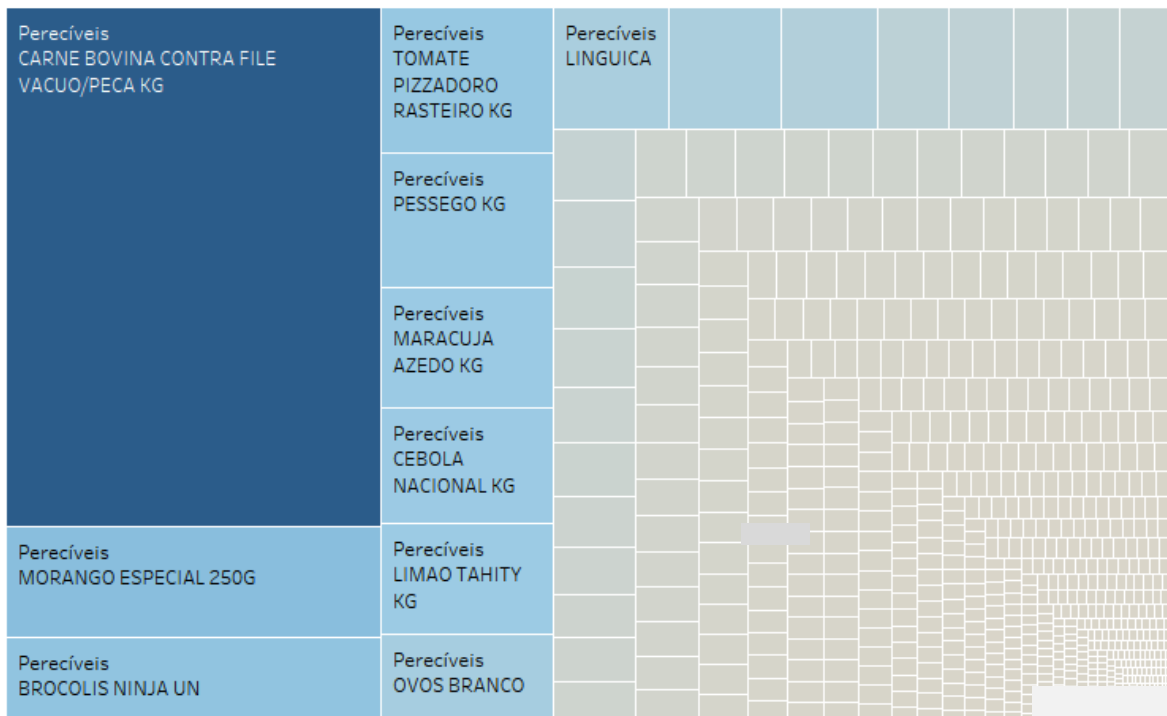 Perecíveis
CARNE BOVINA CONTRA FILE
VACUO/PECA KG
Perecíveis
MORANGO ESPECIAL 250G
Perecíveis
BROCOLIS NINJA UN
Perecíveis
TOMATE
PIZZADORO
RASTEIRO KG
Perecíveis
PESSEGO KG
Perecíveis
MARACUJA
AZEDO KG
Perecíveis
CEBOLA
NACIONAL KG
Perecíveis
LIMAO TAHITY
KG
Perecíveis
OVOS BRANCO
Perecíveis
LINGUICA